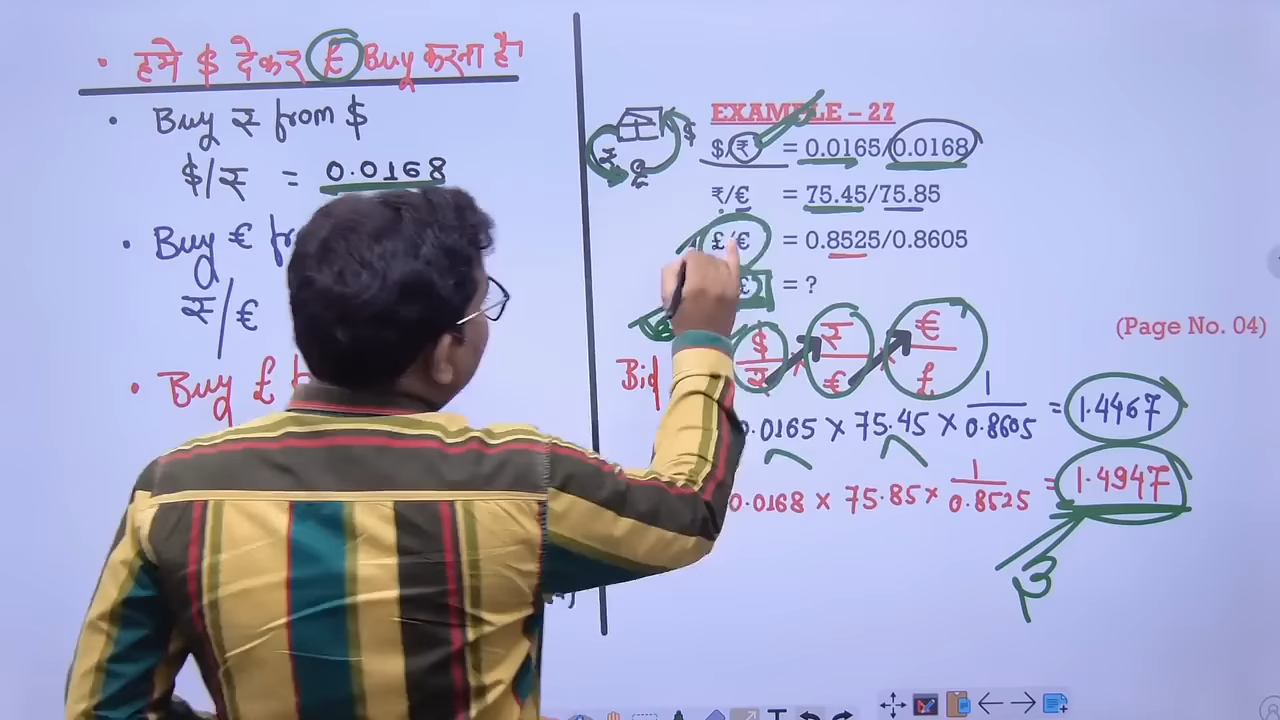 • हमे $ देकर £ Buy करना है
• Buy ₹ from $
$/₹ = 0.0168
• Buy € fr
₹/€
• Buy £
EXAMPLE – 27
$/₹ = 0.0165/0.0168
₹/€ = 75.45/75.85
£/€ = 0.8525/0.8605
£ = ?
(Page No. 04)
Bid $/₹ × ₹/€ × €/£
0.0165 × 75.45 × 1/0.8605 = 1.4467
0.0168 × 75.85 × 1/0.8525 = 1.4947